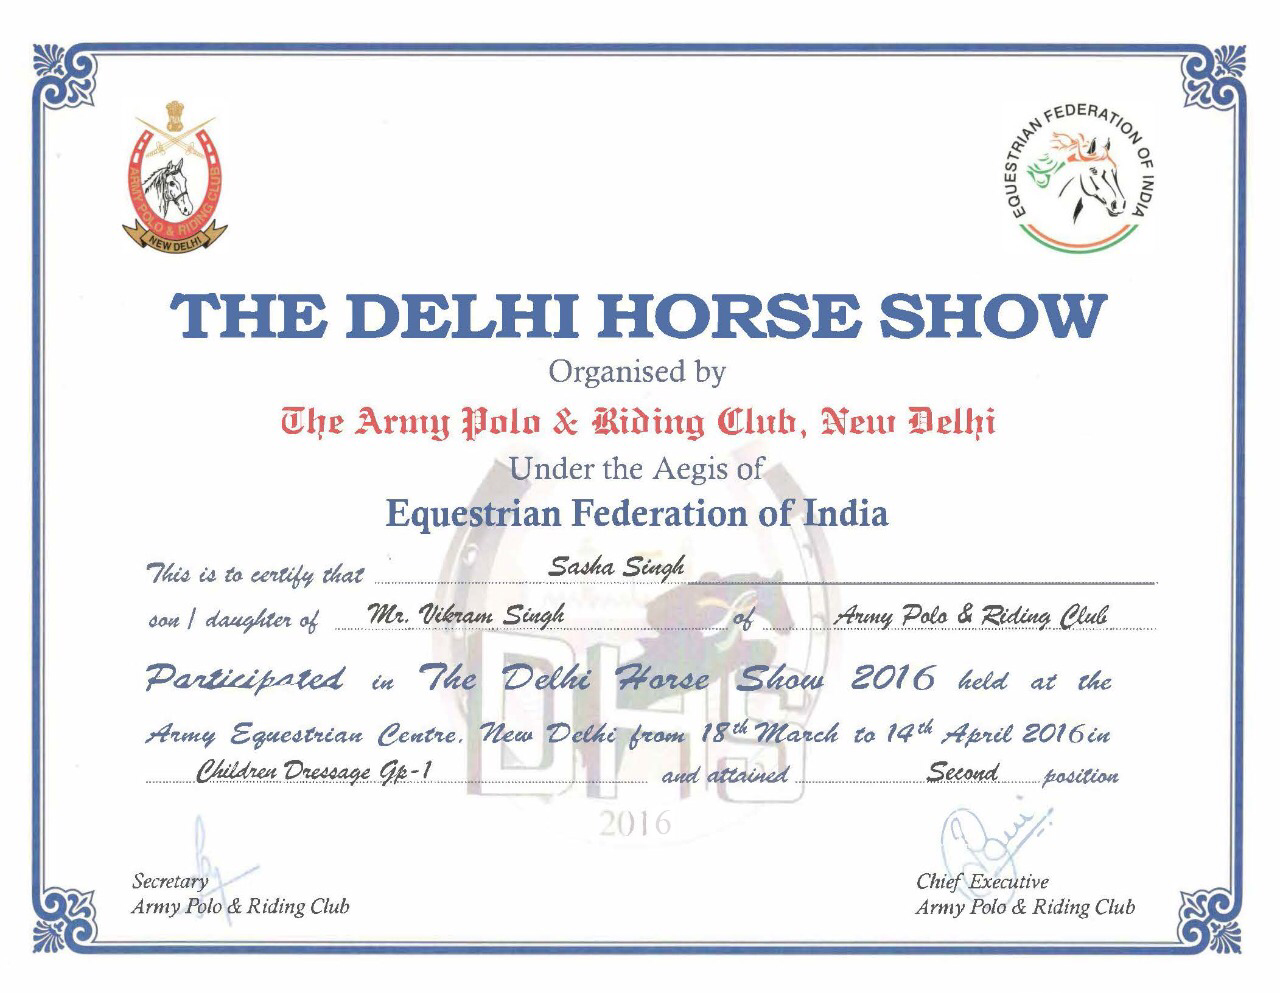 ARMY POLO & RIDING CLUB
NEW DELHI
EQUESTRIAN FEDERATION OF INDIA
THE DELHI HORSE SHOW
Organised by
The Army Polo & Riding Club, New Delhi
Under the Aegis of
Equestrian Federation of India
This is to certify that Sasha Singh
son / daughter of Mr. Vikram Singh of Army Polo & Riding Club
Participated in The Delhi Horse Show 2016 held at the
Army Equestrian Centre, New Delhi from 18th March to 14th April 2016 in
Children Dressage Gp-1 and attained Second position
DHS
2016
Secretary
Army Polo & Riding Club
Chief Executive
Army Polo & Riding Club